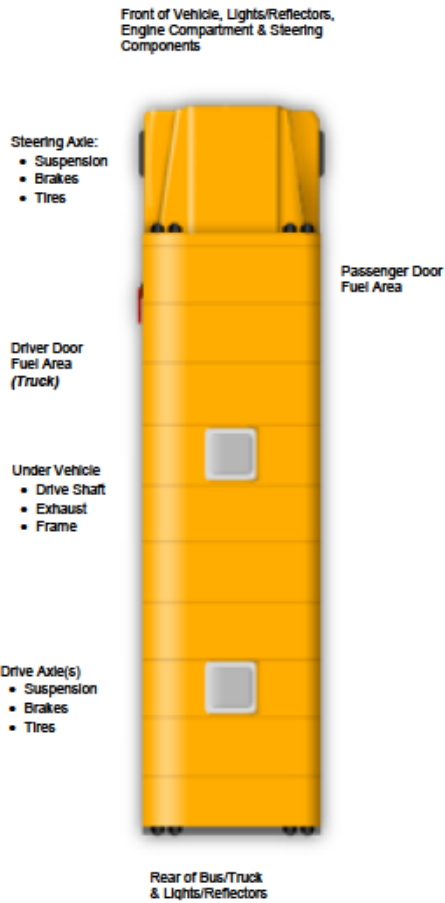 Front of Vehicle, Lights/Reflectors,
Engine Compartment & Steering
Components
Steering Axle:
• Suspension
• Brakes
• Tires
Passenger Door
Fuel Area
Driver Door
Fuel Area
(Truck)
Under Vehicle
• Drive Shaft
• Exhaust
• Frame
Drive Axle(s)
• Suspension
• Brakes
• Tires
Rear of Bus/Truck
& Lights/Reflectors